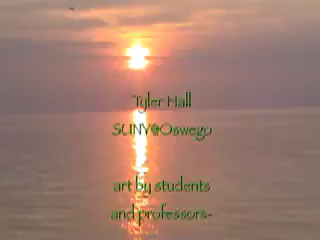 Tyler Hall
SUNY@Oswego
art by students
and professors-